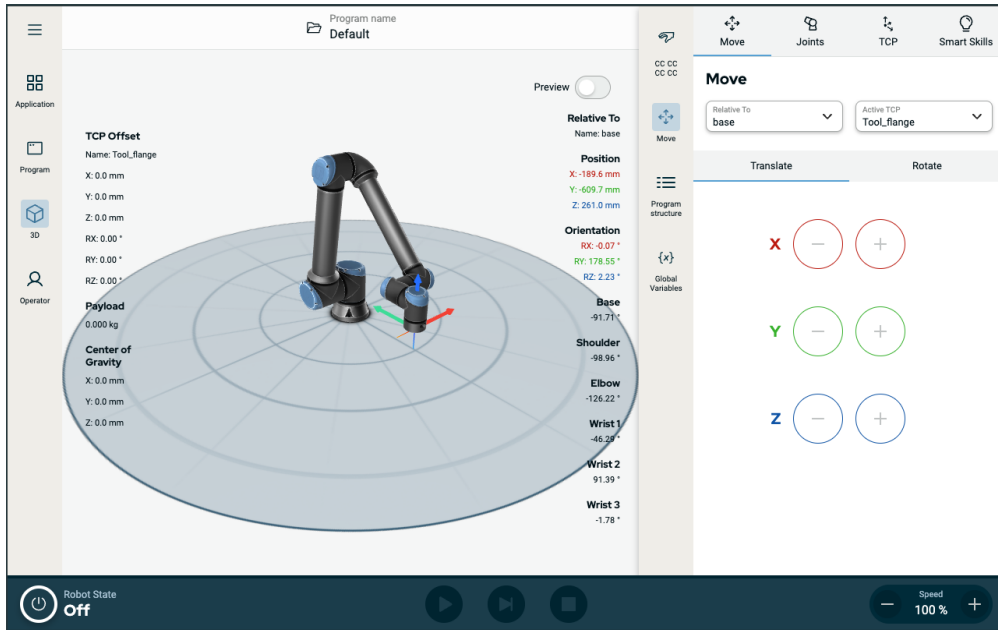 Program name
Default
Application
Program
3D
Operator
Preview
TCP Offset
Name: Tool_flange
X: 0.0 mm
Y: 0.0 mm
Z: 0.0 mm
RX: 0.00 °
RY: 0.00 °
RZ: 0.00 °
Payload
0.000 kg
Center of
Gravity
X: 0.0 mm
Y: 0.0 mm
Z: 0.0 mm
Relative To
Name: base
Position
X: -189.6 mm
Y: -609.7 mm
Z: 261.0 mm
Orientation
RX: -0.07 °
RY: 178.55 °
RZ: 2.23 °
Base
-91.71 °
Shoulder
-98.96 °
Elbow
-126.22 °
Wrist 1
-46.29 °
Wrist 2
91.39 °
Wrist 3
-1.78 °
CC CC
CC CC
Move
Program
structure
{x}
Global
Variables
Move
Joints
TCP
Smart Skills
Move
Relative To
base
Active TCP
Tool_flange
Translate
Rotate
X − +
Y − +
Z − +
Robot State
Off
Speed
− 100 % +